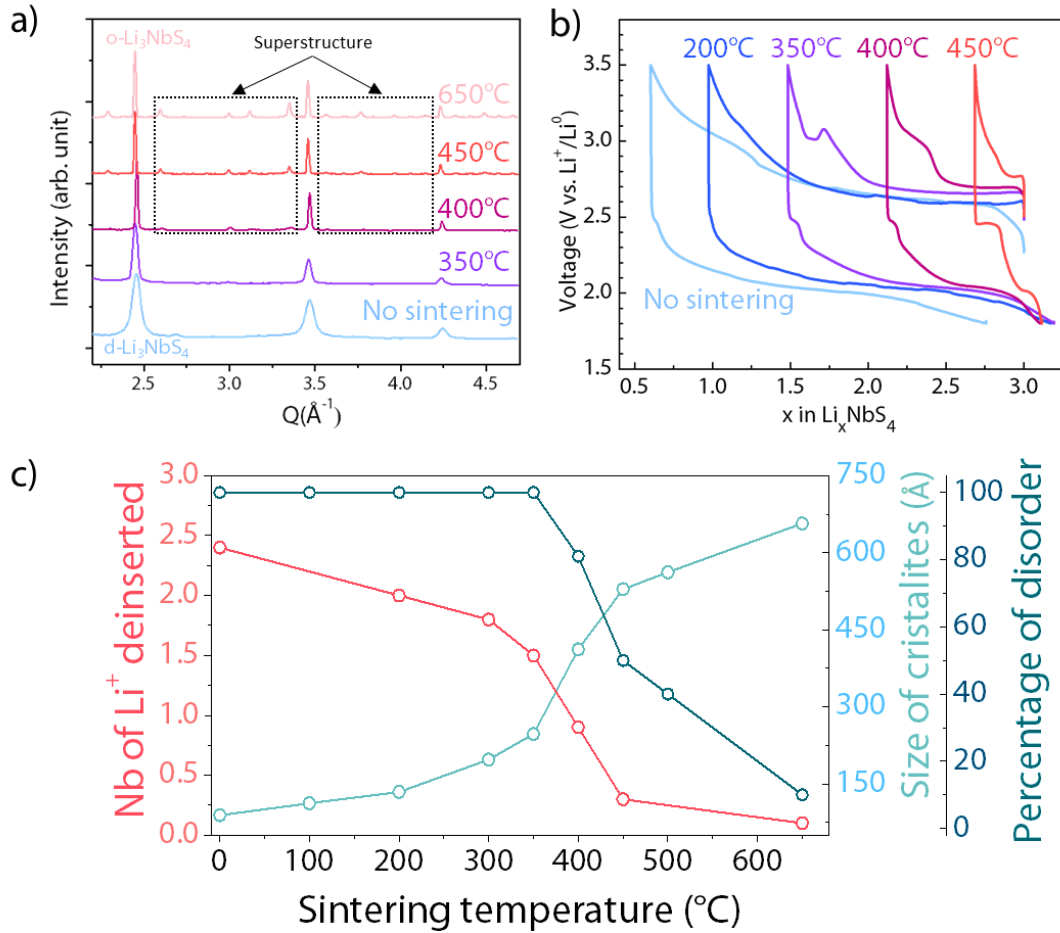 a)
o-Li₃NbS₄
Superstructure
650°C
450°C
400°C
350°C
No sintering
d-Li₃NbS₄
Intensity (arb. unit)
2.5 3.0 3.5 4.0 4.5
Q(Å⁻¹)
b)
200°C 350°C 400°C 450°C
3.5
3.0
2.5
2.0
1.5
Voltage (V vs. Li⁺/Li⁰)
No sintering
0.5 1.0 1.5 2.0 2.5 3.0
x in LiₓNbS₄
c)
Nb of Li⁺ deinserted
3.0
2.5
2.0
1.5
1.0
0.5
0.0
750
600
450
300
150
Size of cristalites (Å)
100
80
60
40
20
0
Percentage of disorder
0 100 200 300 400 500 600
Sintering temperature (°C)